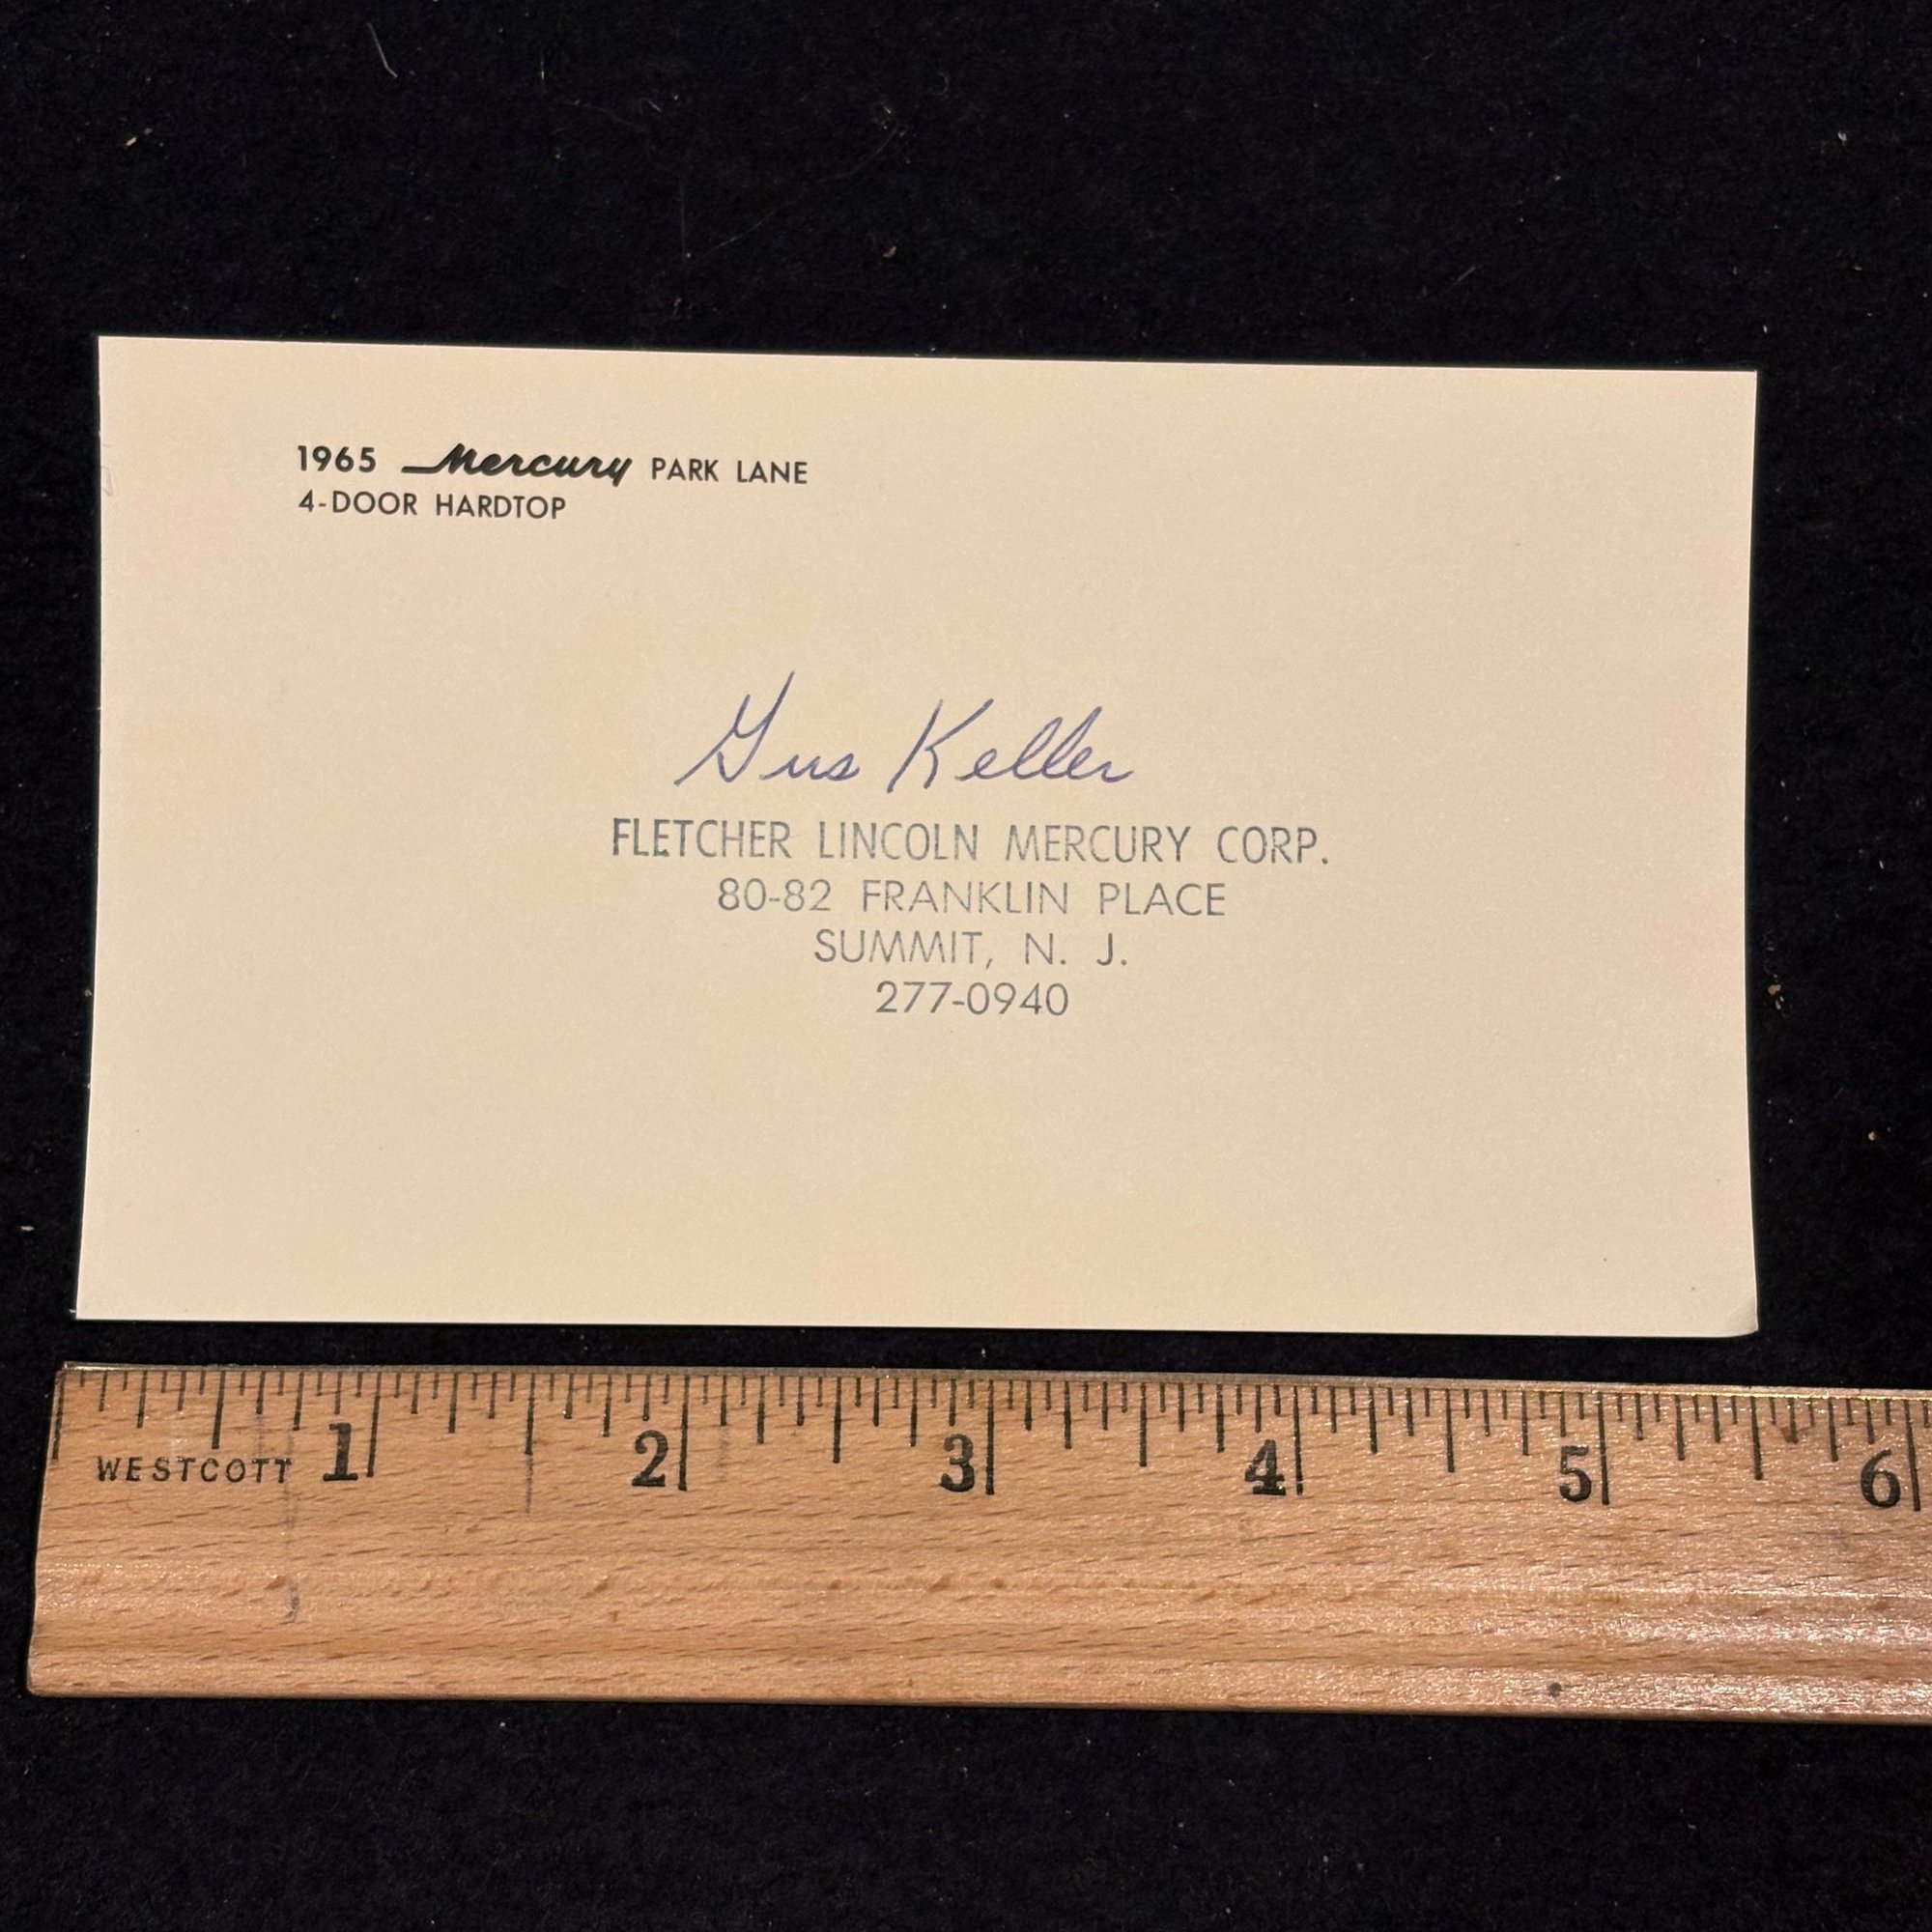 1965 Mercury PARK LANE
4-DOOR HARDTOP
Gus Keller
FLETCHER LINCOLN MERCURY CORP.
80-82 FRANKLIN PLACE
SUMMIT, N. J.
277-0940
WESTCOTT 1 2 3 4 5 6